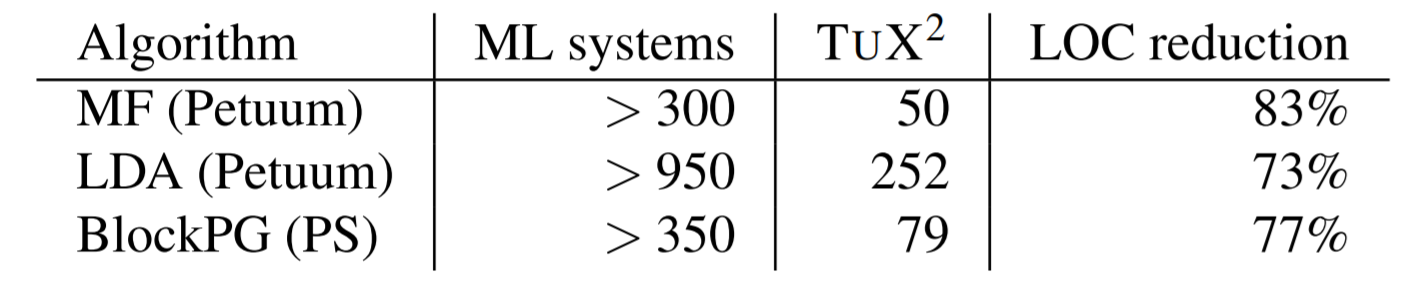 Algorithm ML systems TUX² LOC reduction
MF (Petuum) > 300 50 83%
LDA (Petuum) > 950 252 73%
BlockPG (PS) > 350 79 77%